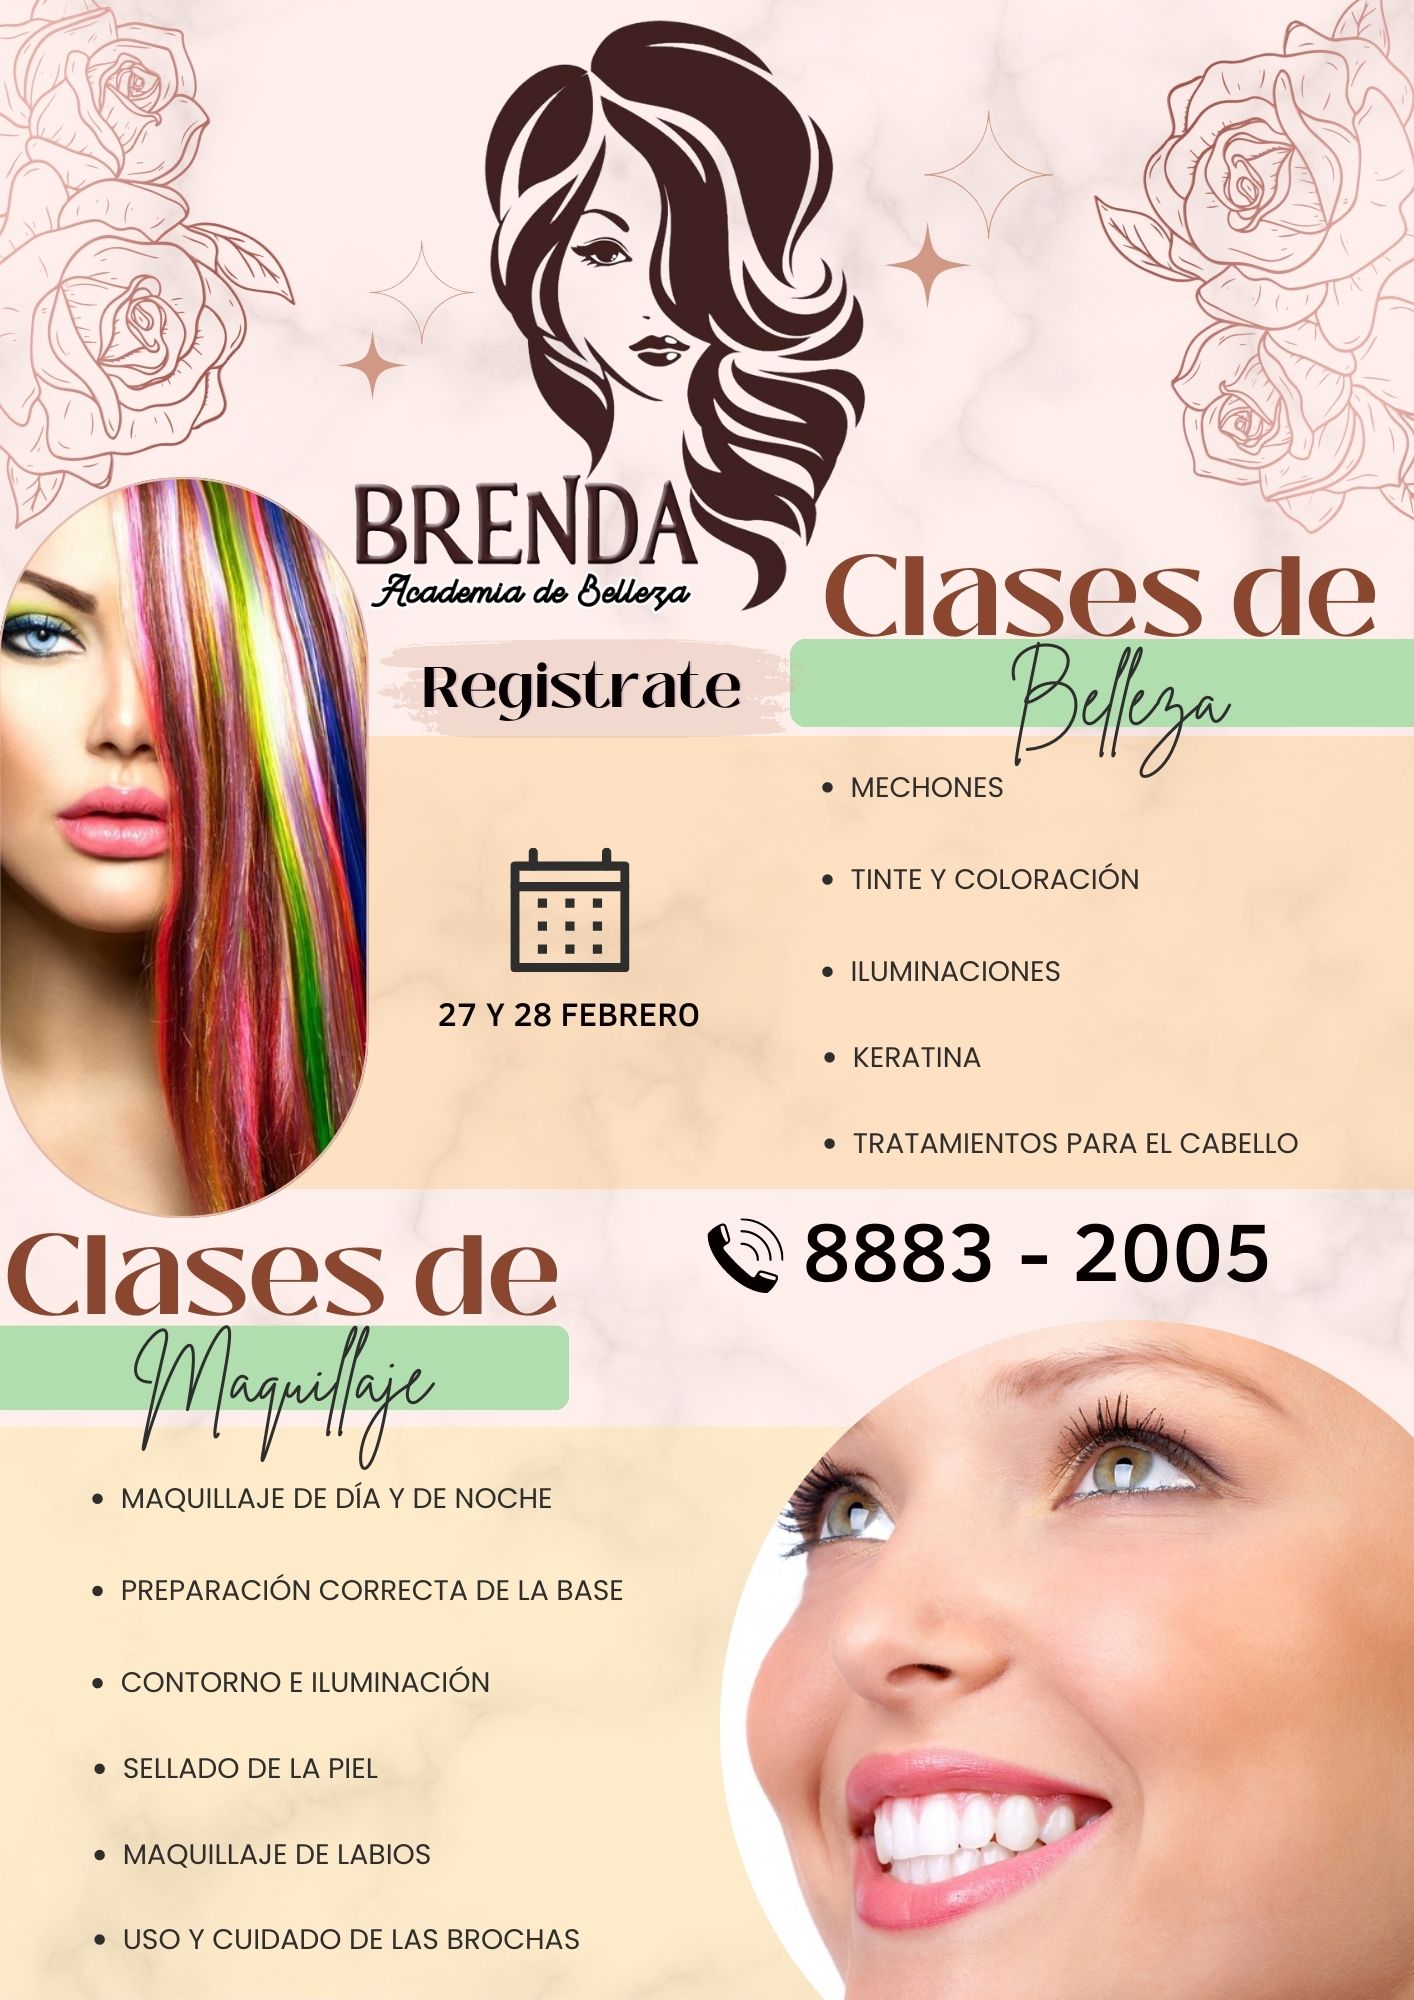 BRENDA
Academia de Belleza
Registrate
27 Y 28 FEBRERO
Clases de
Belleza
• MECHONES
• TINTE Y COLORACIÓN
• ILUMINACIONES
• KERATINA
• TRATAMIENTOS PARA EL CABELLO
8883 - 2005
Clases de
Maquillaje
• MAQUILLAJE DE DÍA Y DE NOCHE
• PREPARACIÓN CORRECTA DE LA BASE
• CONTORNO E ILUMINACIÓN
• SELLADO DE LA PIEL
• MAQUILLAJE DE LABIOS
• USO Y CUIDADO DE LAS BROCHAS